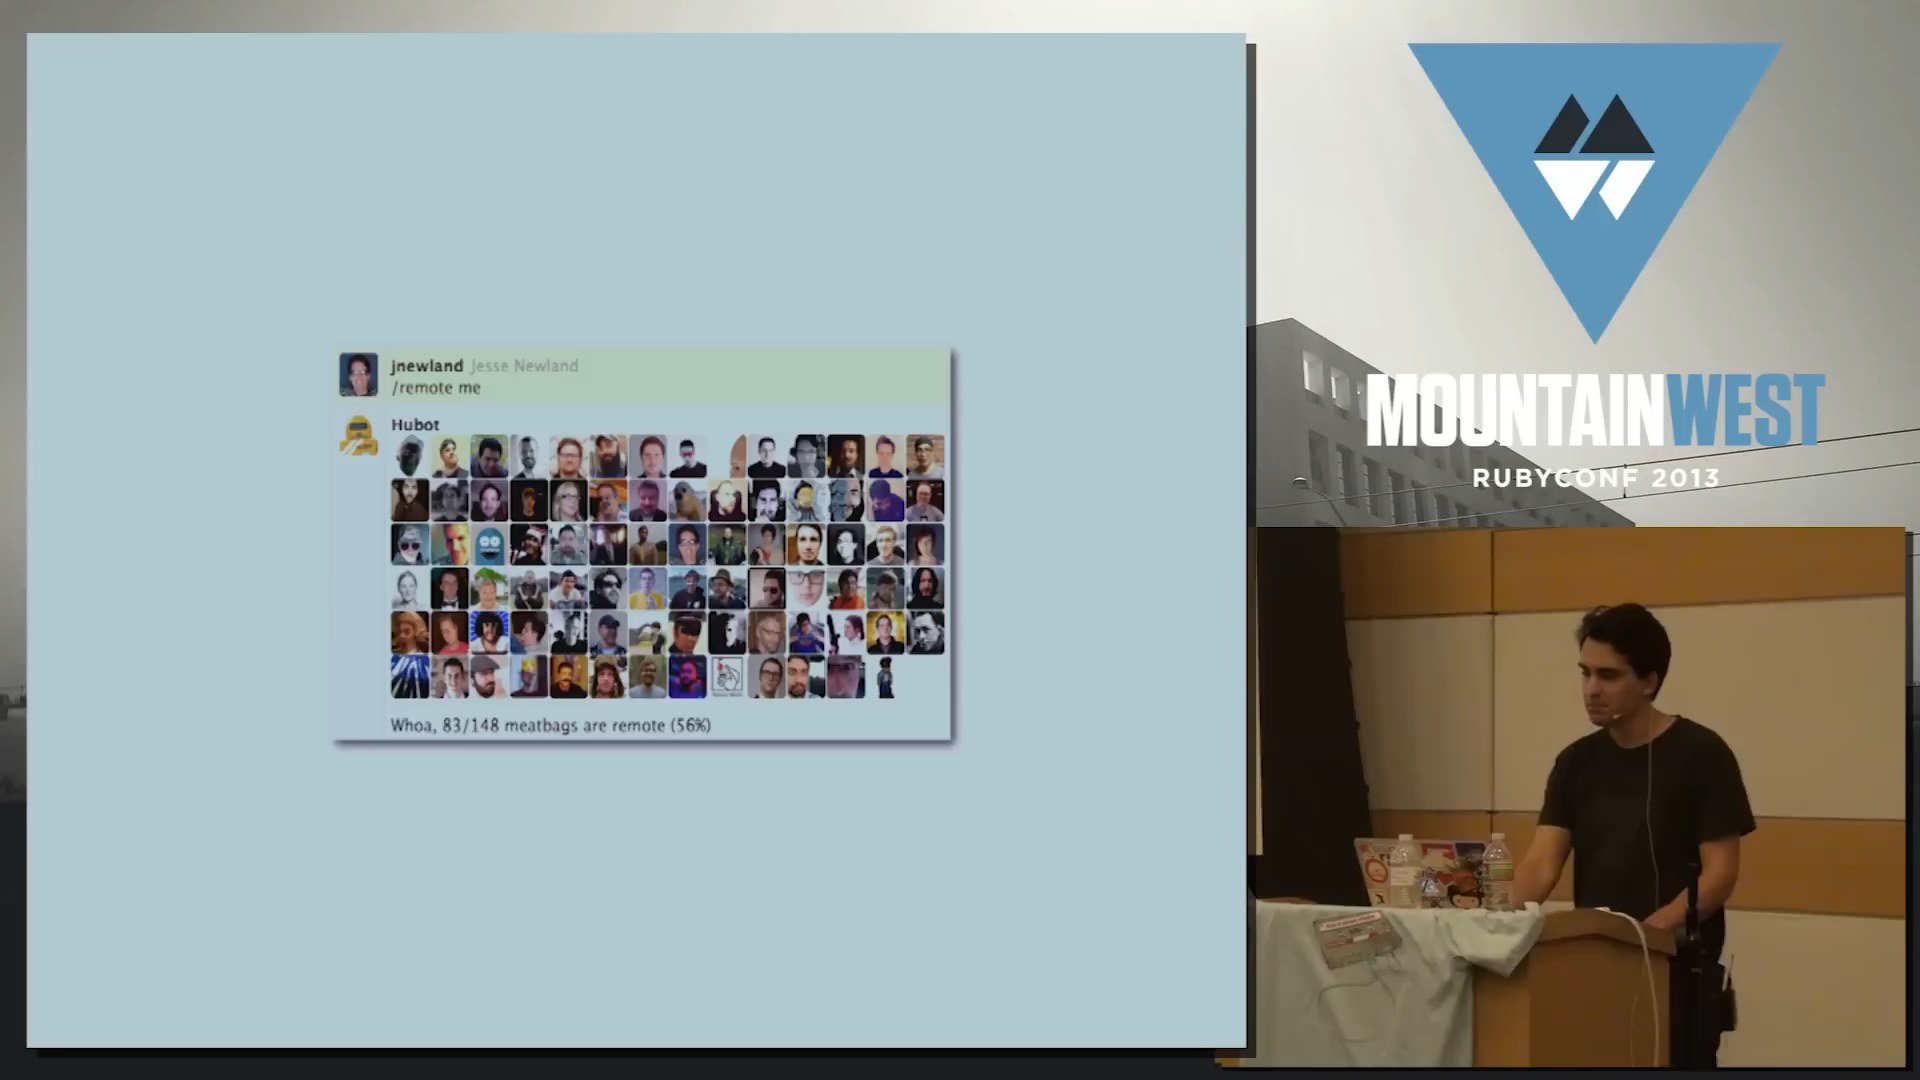 jnewland Jesse Newland
/remote me
Hubot
Whoa, 83/148 meatbags are remote (56%)
MOUNTAINWEST
RUBYCONF 2013